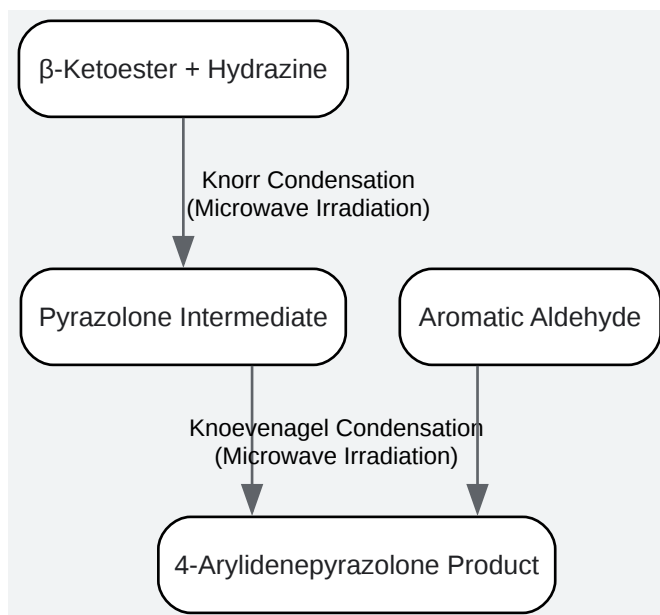 β-Ketoester + Hydrazine
Knorr Condensation
(Microwave Irradiation)
Pyrazolone Intermediate
Aromatic Aldehyde
Knoevenagel Condensation
(Microwave Irradiation)
4-Arylidenepyrazolone Product